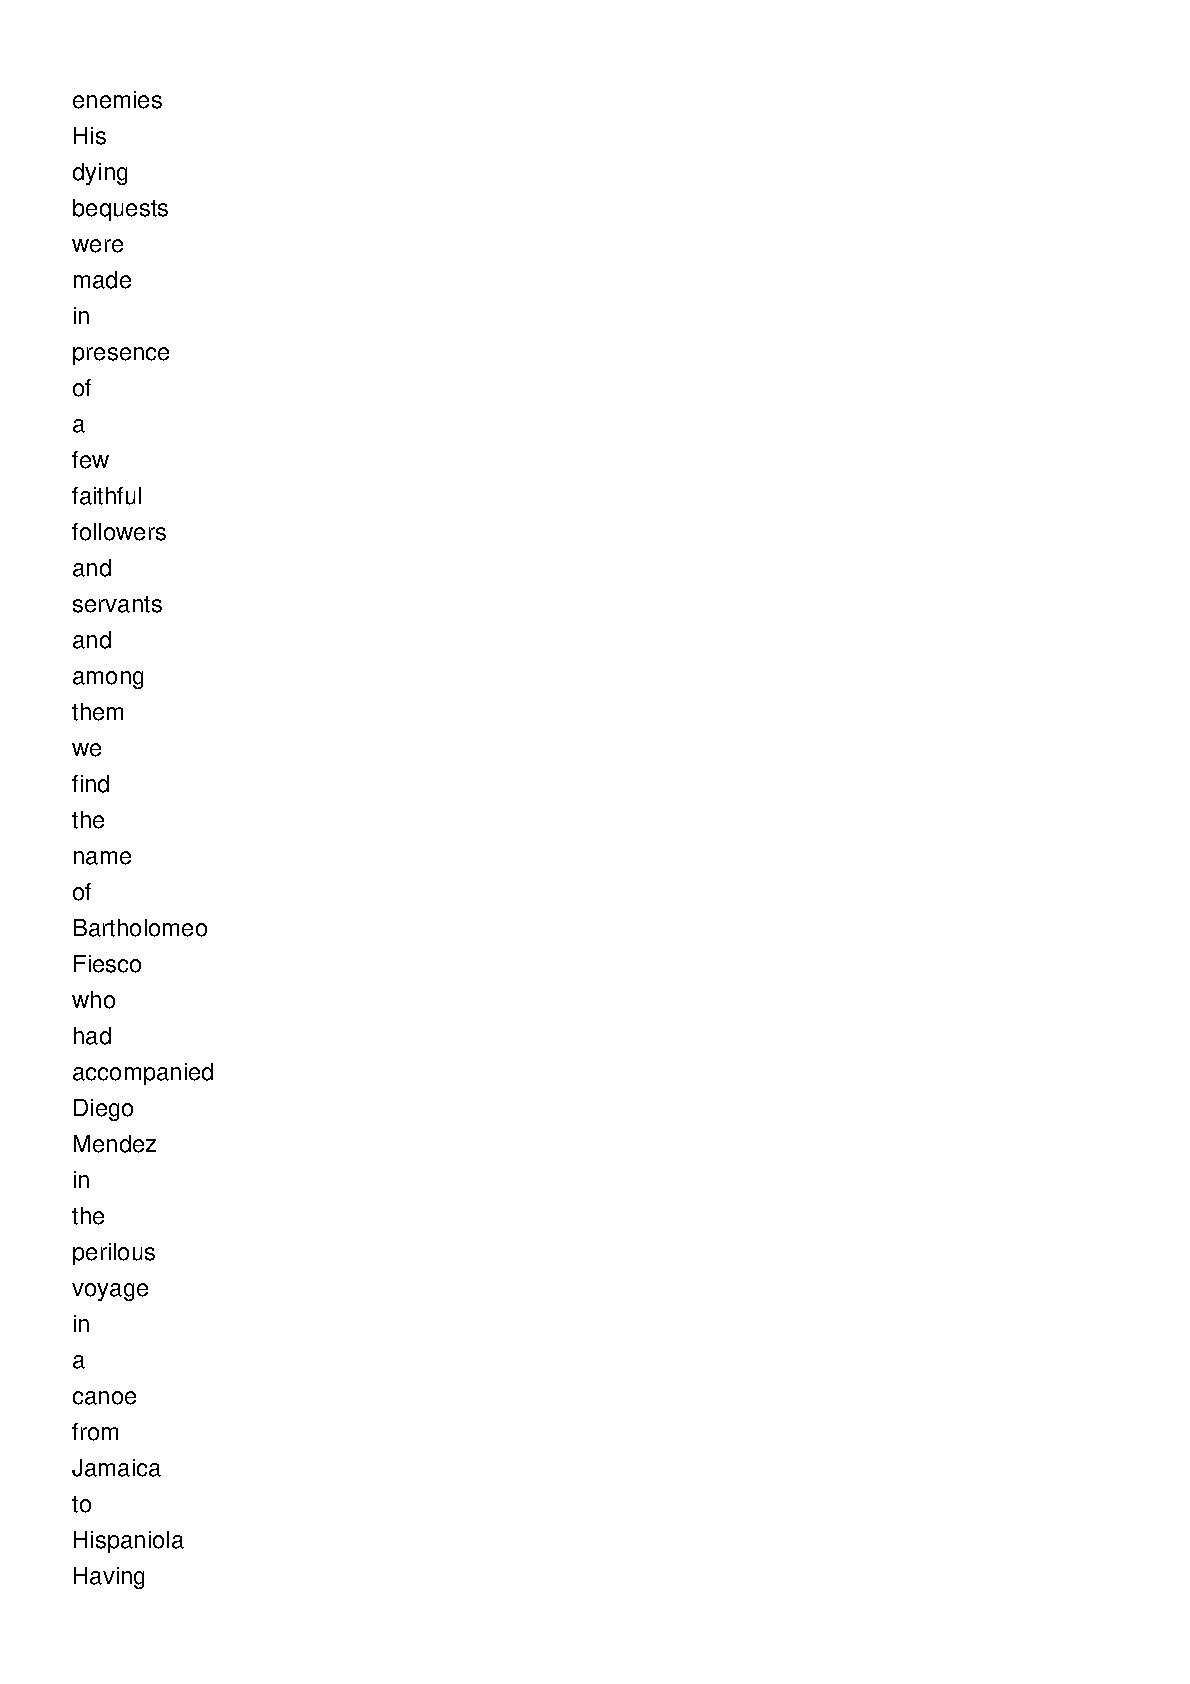 enemies
His
dying
bequests
were
made
in
presence
of
a
few
faithful
followers
and
servants
and
among
them
we
find
the
name
of
Bartholomeo
Fiesco
who
had
accompanied
Diego
Mendez
in
the
perilous
voyage
in
a
canoe
from
Jamaica
to
Hispaniola
Having